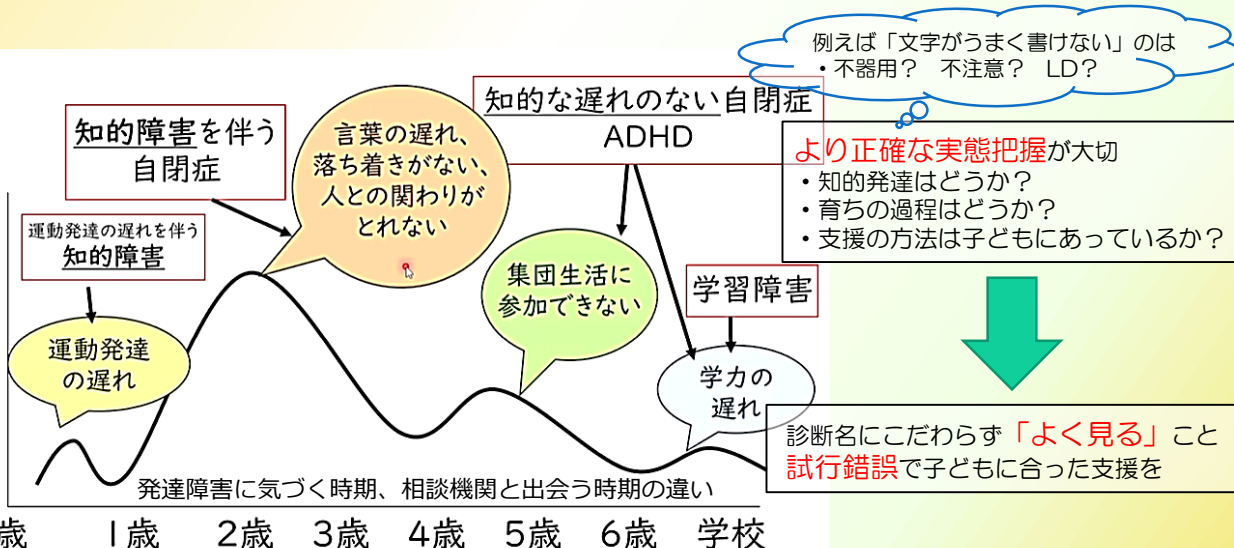 例えば「文字がうまく書けない」のは
・不器用？　不注意？　LD？
知的な遅れのない自閉症
ADHD
知的障害を伴う
自閉症
言葉の遅れ、
落ち着きがない、
人との関わりが
とれない
より正確な実態把握が大切
・知的発達はどうか？
・育ちの過程はどうか？
・支援の方法は子どもにあっているか？
運動発達の遅れを伴う
知的障害
集団生活に
参加できない
学習障害
運動発達
の遅れ
学力の
遅れ
診断名にこだわらず「よく見る」こと
試行錯誤で子どもに合った支援を
発達障害に気づく時期、相談機関と出会う時期の違い
歳　1歳　2歳　3歳　4歳　5歳　6歳　学校